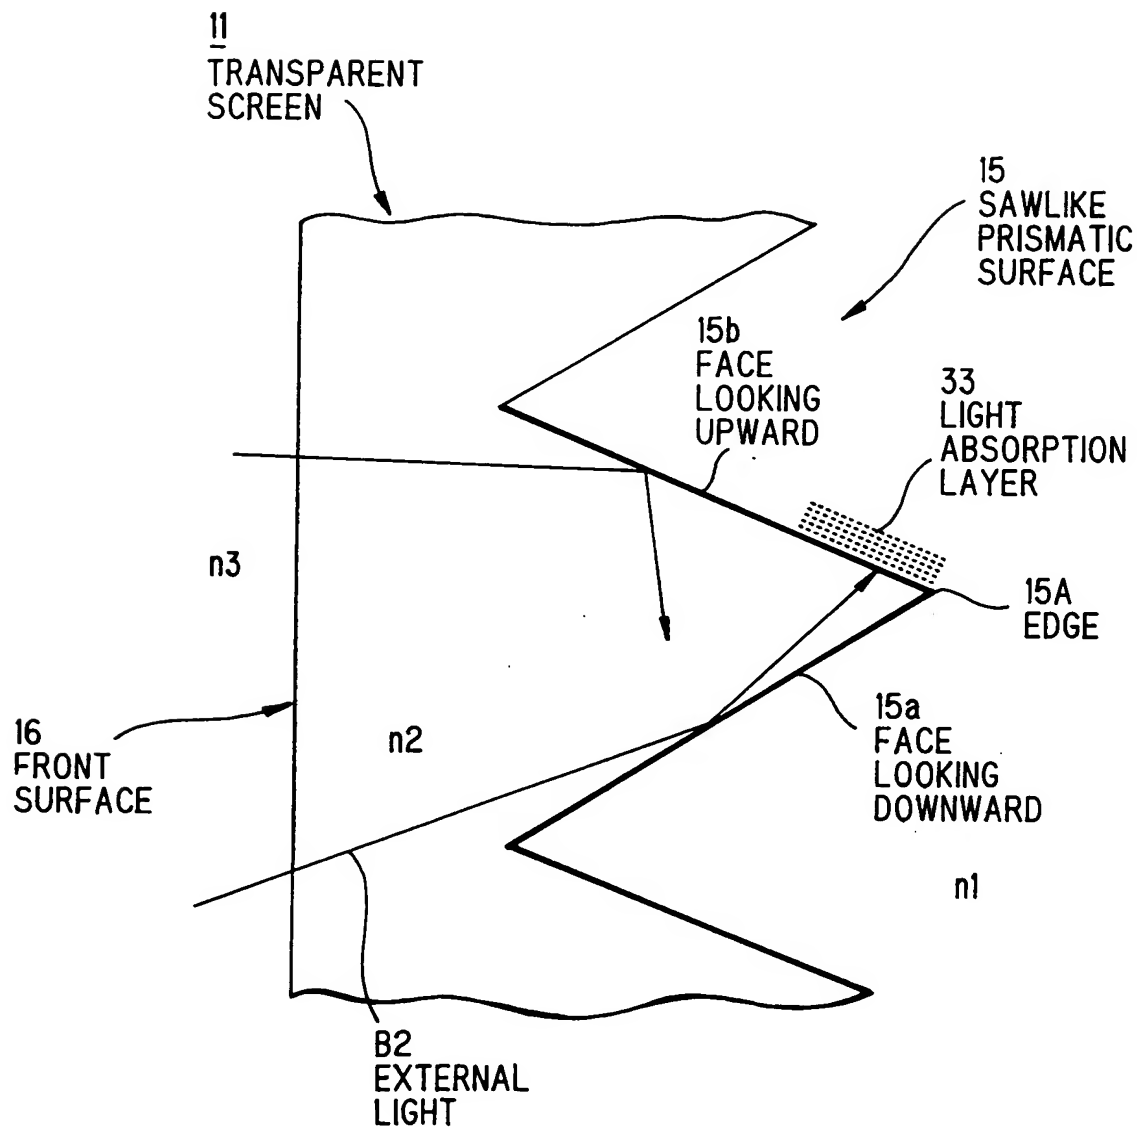 11
TRANSPARENT
SCREEN
15
SAWLIKE
PRISMATIC
SURFACE
15b
FACE
LOOKING
UPWARD
33
LIGHT
ABSORPTION
LAYER
n3
15A
EDGE
16
FRONT
SURFACE
n2
15a
FACE
LOOKING
DOWNWARD
n1
B2
EXTERNAL
LIGHT